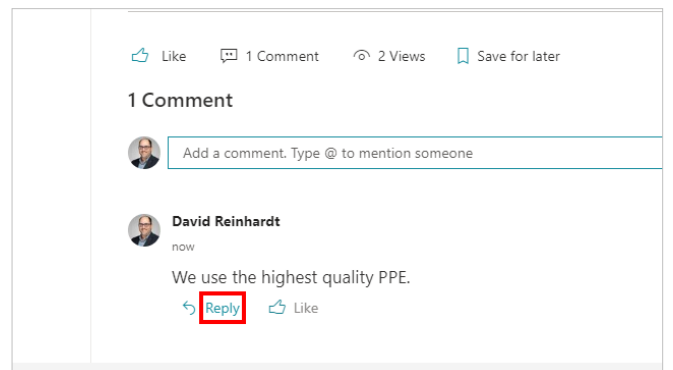 Like 1 Comment 2 Views Save for later
1 Comment
Add a comment. Type @ to mention someone
David Reinhardt
now
We use the highest quality PPE.
Reply Like